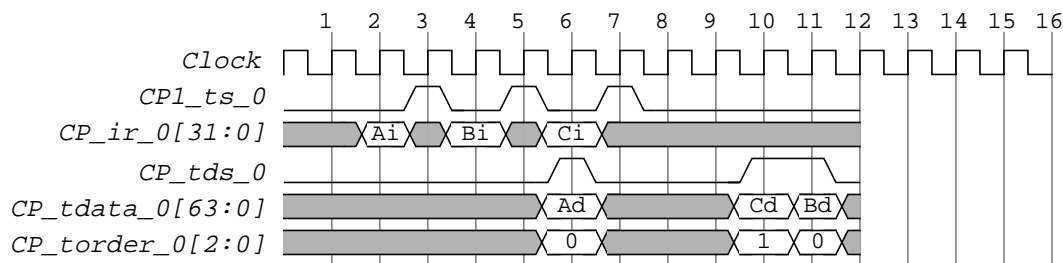 1 2 3 4 5 6 7 8 9 10 11 12 13 14 15 16
Clock
CP1_ts_0
CP_ir_0[31:0] Ai Bi Ci
CP_tds_0
CP_tdata_0[63:0] Ad Cd Bd
CP_torder_0[2:0] 0 1 0